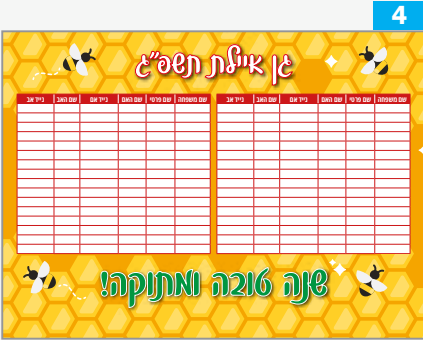 4
גן איילת תשפ"ג
שם משפחה שם פרטי שם האם נייד אם שם האב נייד אב
שם משפחה שם פרטי שם האם נייד אם שם האב נייד אב
שנה טובה ומתוקה!